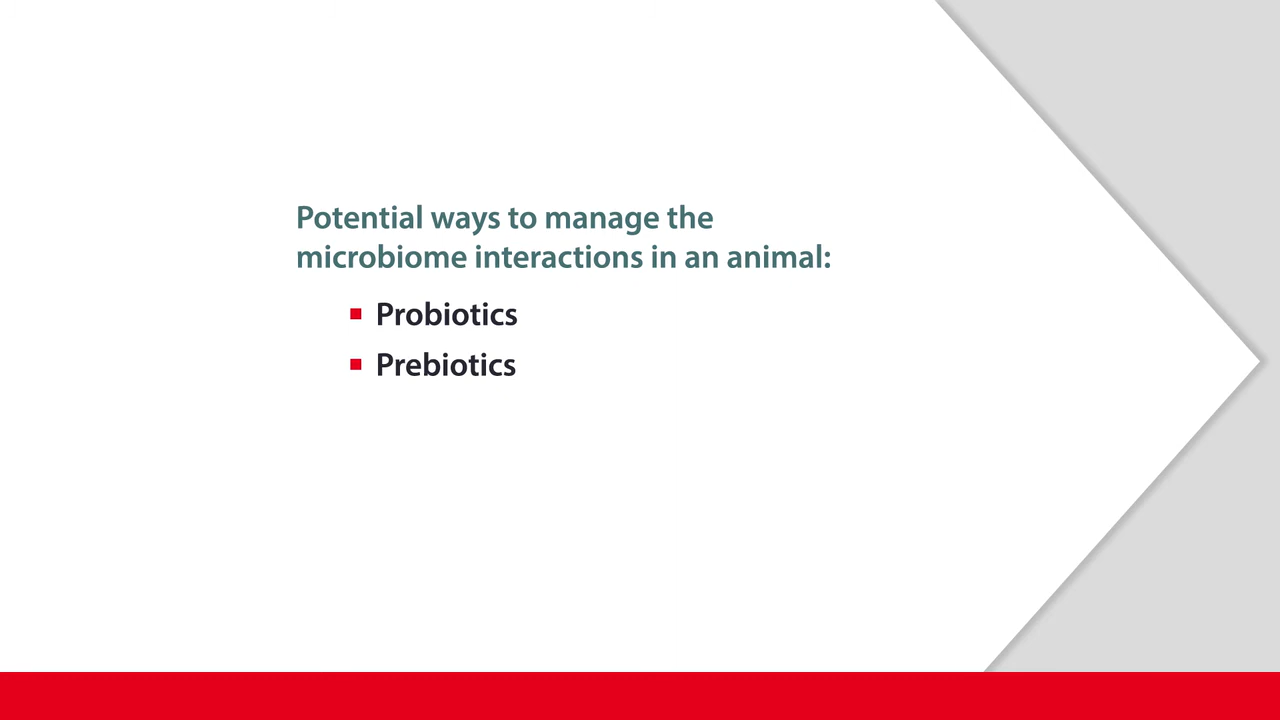 Potential ways to manage the
microbiome interactions in an animal:
Probiotics
Prebiotics